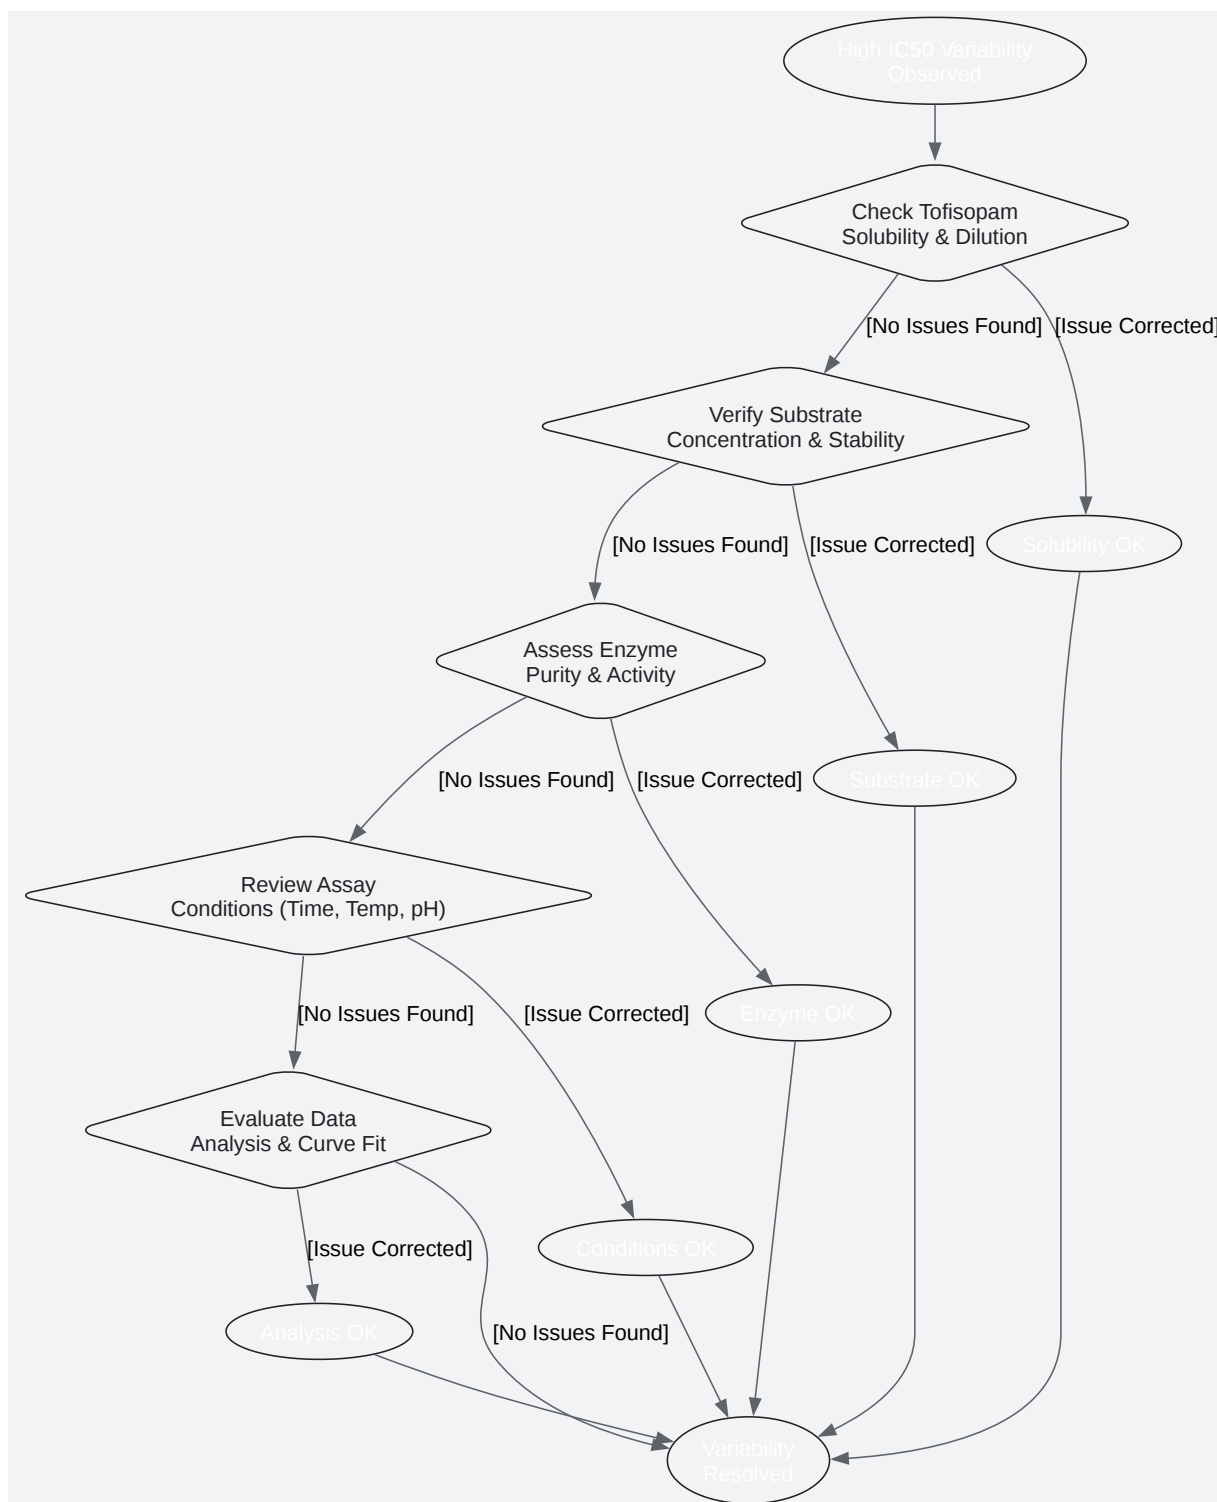 High IC50 Variability
Observed
Check Tofisopam
Solubility & Dilution
[No Issues Found]
[Issue Corrected]
Verify Substrate
Concentration & Stability
[No Issues Found]
[Issue Corrected]
Solubility OK
Assess Enzyme
Purity & Activity
[No Issues Found]
[Issue Corrected]
Substrate OK
Review Assay
Conditions (Time, Temp, pH)
[No Issues Found]
[Issue Corrected]
Enzyme OK
Evaluate Data
Analysis & Curve Fit
[Issue Corrected]
Conditions OK
Analysis OK
[No Issues Found]
Variability
Resolved